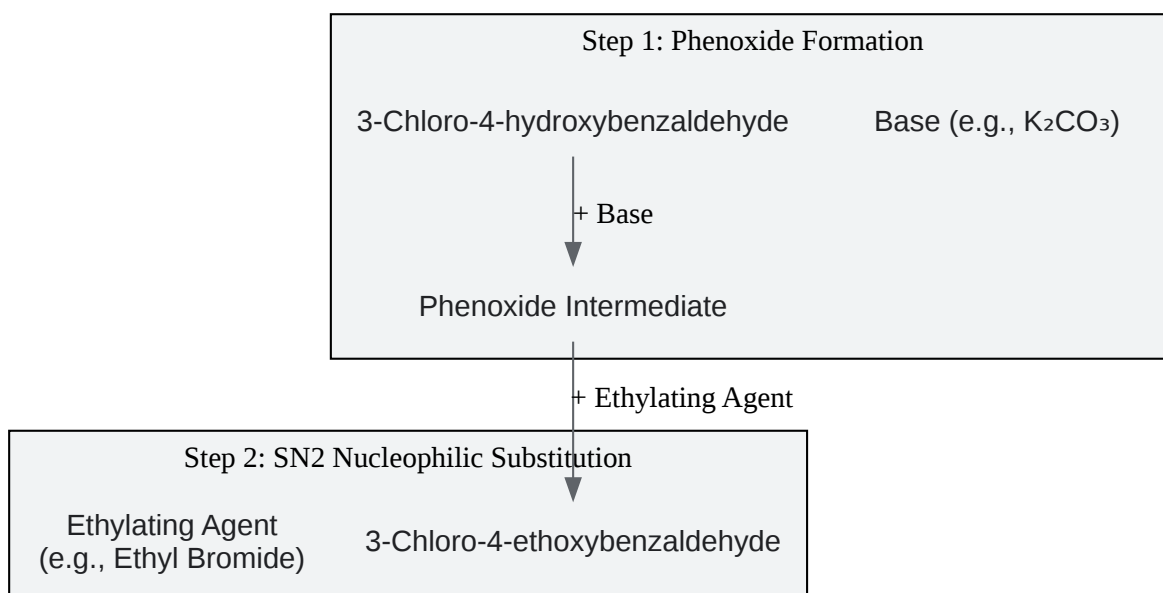 Step 1: Phenoxide Formation
3-Chloro-4-hydroxybenzaldehyde
Base (e.g., K₂CO₃)
+ Base
Phenoxide Intermediate
+ Ethylating Agent
Step 2: SN2 Nucleophilic Substitution
Ethylating Agent
(e.g., Ethyl Bromide)
3-Chloro-4-ethoxybenzaldehyde